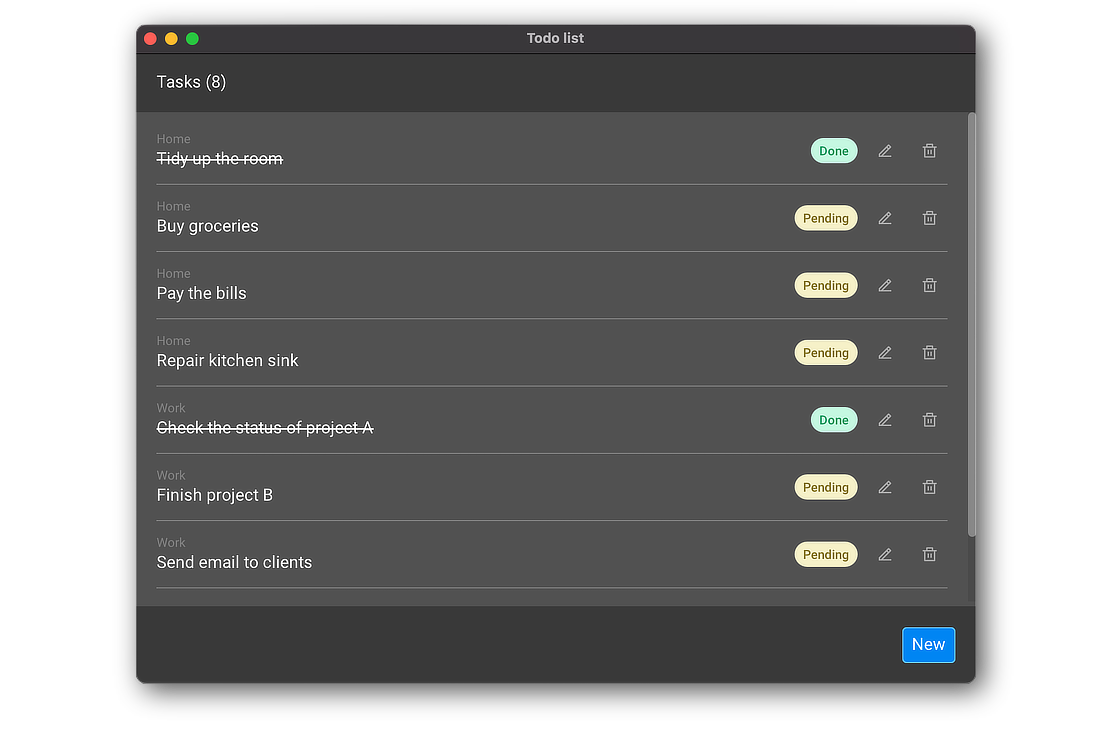 Todo list
Tasks (8)
Home
Tidy up the room
Done
Home
Buy groceries
Pending
Home
Pay the bills
Pending
Home
Repair kitchen sink
Pending
Work
Check the status of project A
Done
Work
Finish project B
Pending
Work
Send email to clients
Pending
New